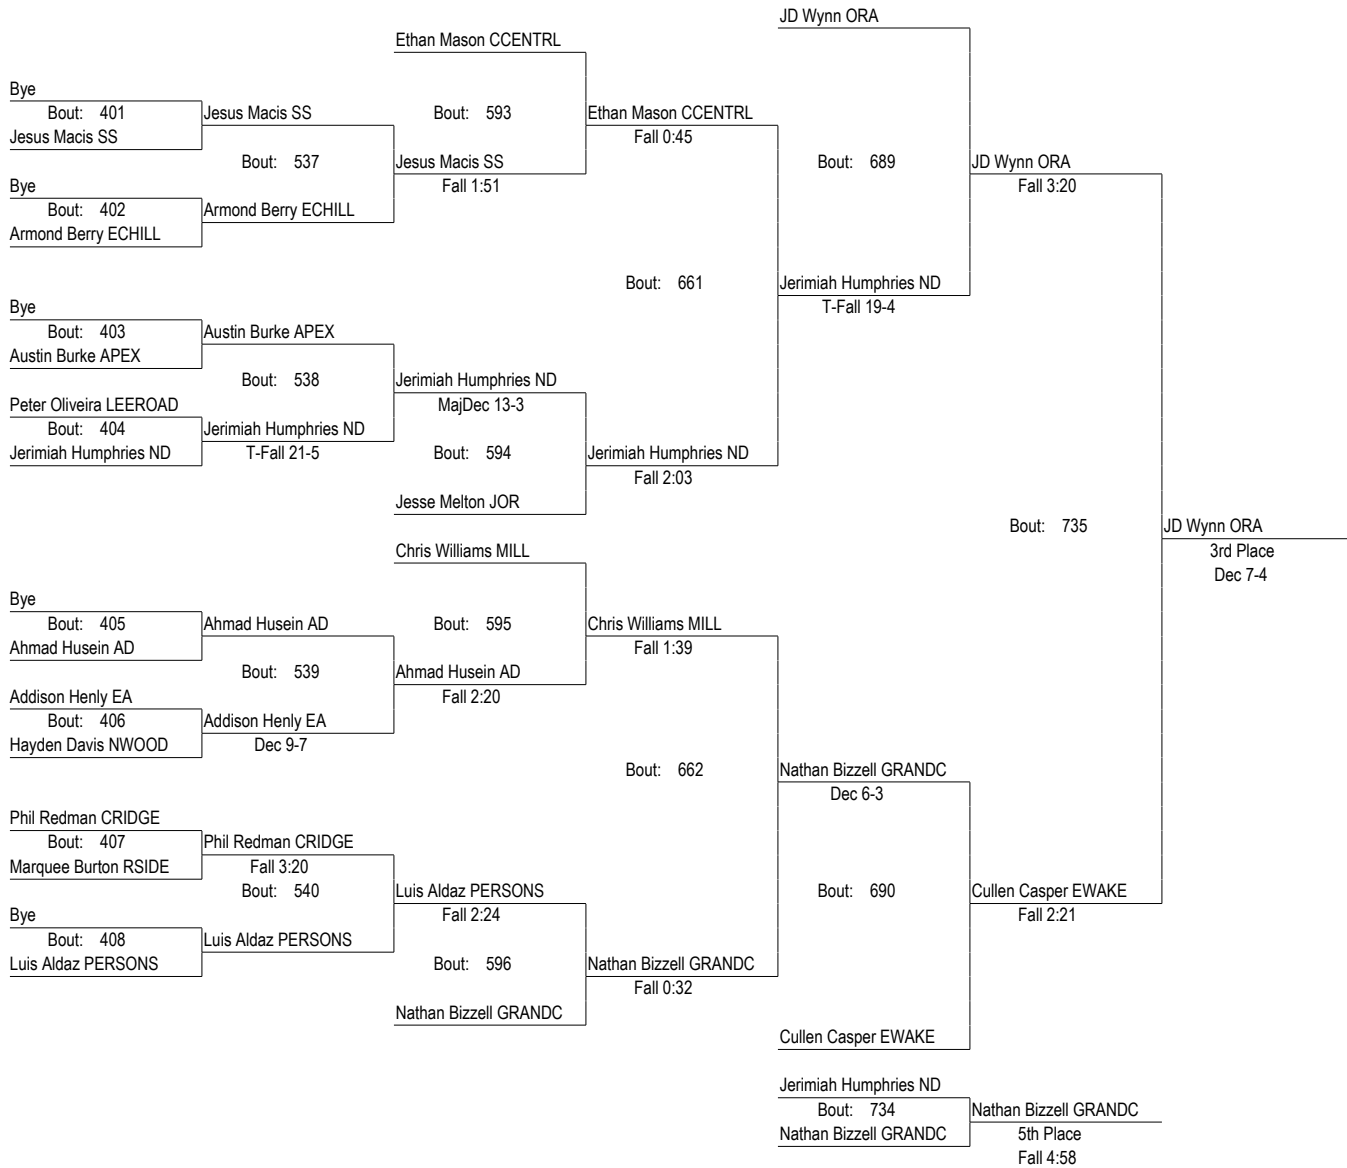 JD Wynn ORA
Ethan Mason CCENTRL
Bye
Bout: 401
Jesus Macis SS
Bout: 593
Ethan Mason CCENTRL
Jesus Macis SS
Fall 0:45
Bout: 537
Jesus Macis SS
Bout: 689
JD Wynn ORA
Bye
Fall 1:51
Fall 3:20
Bout: 402
Armond Berry ECHILL
Armond Berry ECHILL
Bout: 661
Jerimiah Humphries ND
Bye
T-Fall 19-4
Bout: 403
Austin Burke APEX
Austin Burke APEX
Bout: 538
Jerimiah Humphries ND
Peter Oliveira LEEROAD
MajDec 13-3
Bout: 404
Jerimiah Humphries ND
Jerimiah Humphries ND
T-Fall 21-5
Bout: 594
Jerimiah Humphries ND
Fall 2:03
Jesse Melton JOR
Bout: 735
JD Wynn ORA
Chris Williams MILL
3rd Place
Dec 7-4
Bye
Bout: 405
Ahmad Husein AD
Bout: 595
Chris Williams MILL
Ahmad Husein AD
Fall 1:39
Bout: 539
Ahmad Husein AD
Addison Henly EA
Fall 2:20
Bout: 406
Addison Henly EA
Hayden Davis NWOOD
Dec 9-7
Bout: 662
Nathan Bizzell GRANDC
Dec 6-3
Phil Redman CRIDGE
Bout: 407
Phil Redman CRIDGE
Marquee Burton RSIDE
Fall 3:20
Bout: 540
Luis Aldaz PERSONS
Bout: 690
Cullen Casper EWAKE
Bye
Fall 2:24
Fall 2:21
Bout: 408
Luis Aldaz PERSONS
Luis Aldaz PERSONS
Bout: 596
Nathan Bizzell GRANDC
Fall 0:32
Nathan Bizzell GRANDC
Cullen Casper EWAKE
Jerimiah Humphries ND
Bout: 734
Nathan Bizzell GRANDC
Nathan Bizzell GRANDC
5th Place
Fall 4:58